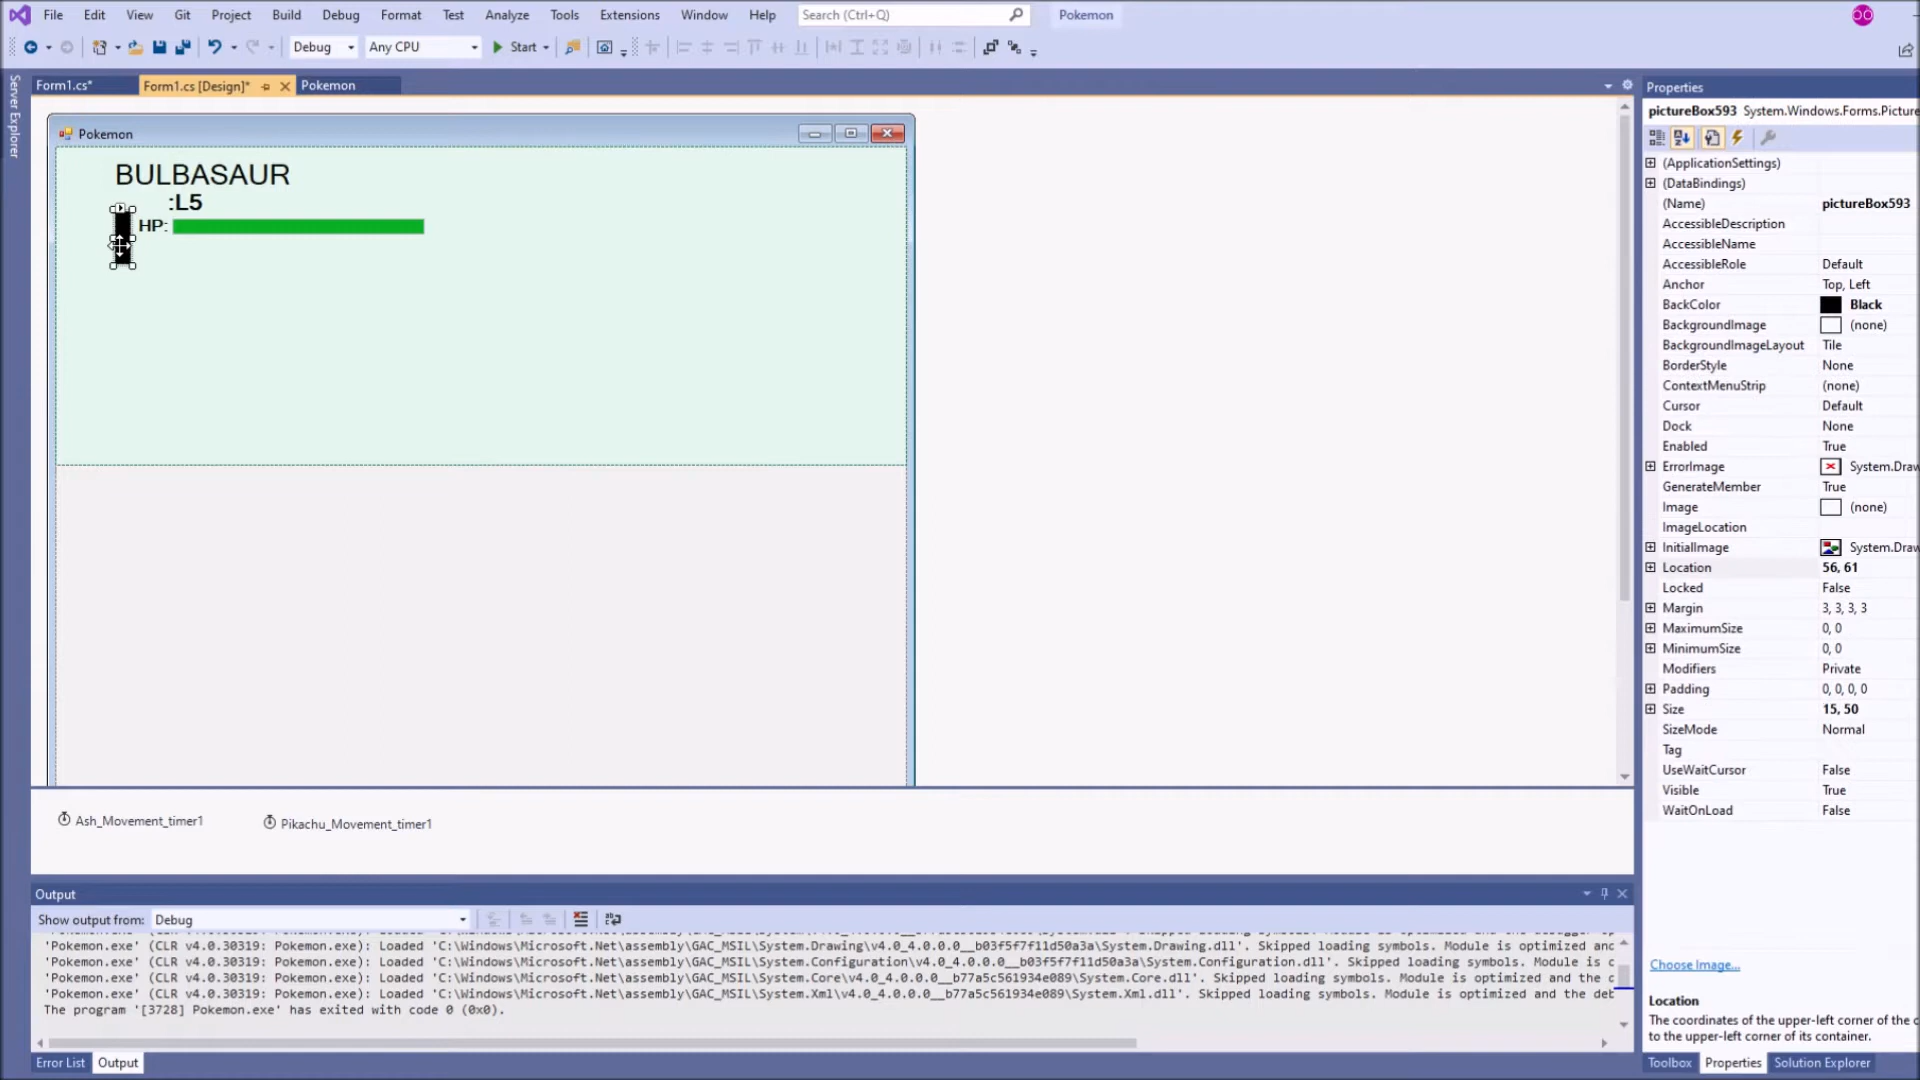 File Edit View Git Project Build Debug Format Test Analyze Tools Extensions Window Help Search (Ctrl+Q) Pokemon
Debug Any CPU Start
Server Explorer
Form1.cs* Form1.cs [Design]* Pokemon
Pokemon
BULBASAUR
:L5
HP:
Ash_Movement_timer1 Pikachu_Movement_timer1
Output
Show output from: Debug
'Pokemon.exe' (CLR v4.0.30319: Pokemon.exe): Loaded 'C:\Windows\Microsoft.Net\assembly\GAC_MSIL\System.Drawing\v4.0_4.0.0.0__b03f5f7f11d50a3a\System.Drawing.dll'. Skipped loading symbols. Module is optimized anc
'Pokemon.exe' (CLR v4.0.30319: Pokemon.exe): Loaded 'C:\Windows\Microsoft.Net\assembly\GAC_MSIL\System.Configuration\v4.0_4.0.0.0__b03f5f7f11d50a3a\System.Configuration.dll'. Skipped loading symbols. Module is c
'Pokemon.exe' (CLR v4.0.30319: Pokemon.exe): Loaded 'C:\Windows\Microsoft.Net\assembly\GAC_MSIL\System.Core\v4.0_4.0.0.0__b77a5c561934e089\System.Core.dll'. Skipped loading symbols. Module is optimized and the c
'Pokemon.exe' (CLR v4.0.30319: Pokemon.exe): Loaded 'C:\Windows\Microsoft.Net\assembly\GAC_MSIL\System.Xml\v4.0_4.0.0.0__b77a5c561934e089\System.Xml.dll'. Skipped loading symbols. Module is optimized and the deb
The program '[3728] Pokemon.exe' has exited with code 0 (0x0).
Error List Output
Properties
pictureBox593 System.Windows.Forms.Picture
(ApplicationSettings)
(DataBindings)
(Name) pictureBox593
AccessibleDescription
AccessibleName
AccessibleRole Default
Anchor Top, Left
BackColor Black
BackgroundImage (none)
BackgroundImageLayout Tile
BorderStyle None
ContextMenuStrip (none)
Cursor Default
Dock None
Enabled True
ErrorImage System.Draw
GenerateMember True
Image (none)
ImageLocation
InitialImage System.Draw
Location 56, 61
Locked False
Margin 3, 3, 3, 3
MaximumSize 0, 0
MinimumSize 0, 0
Modifiers Private
Padding 0, 0, 0, 0
Size 15, 50
SizeMode Normal
Tag
UseWaitCursor False
Visible True
WaitOnLoad False
Choose Image...
Location
The coordinates of the upper-left corner of the c
to the upper-left corner of its container.
Toolbox Properties Solution Explorer